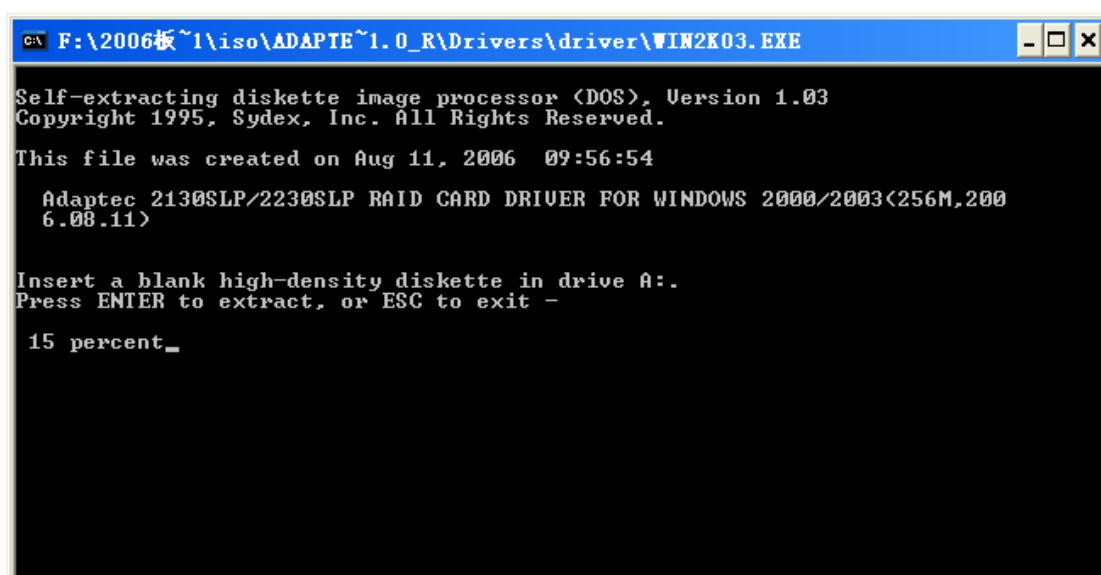 F:\2006板~1\iso\ADAPTE~1.0_R\Drivers\driver\WIN2K03.EXE
Self-extracting diskette image processor (DOS), Version 1.03
Copyright 1995, Sydex, Inc. All Rights Reserved.
This file was created on Aug 11, 2006  09:56:54
Adaptec 2130SLP/2230SLP RAID CARD DRIVER FOR WINDOWS 2000/2003(256M,200
6.08.11)
Insert a blank high-density diskette in drive A:.
Press ENTER to extract, or ESC to exit -
15 percent_